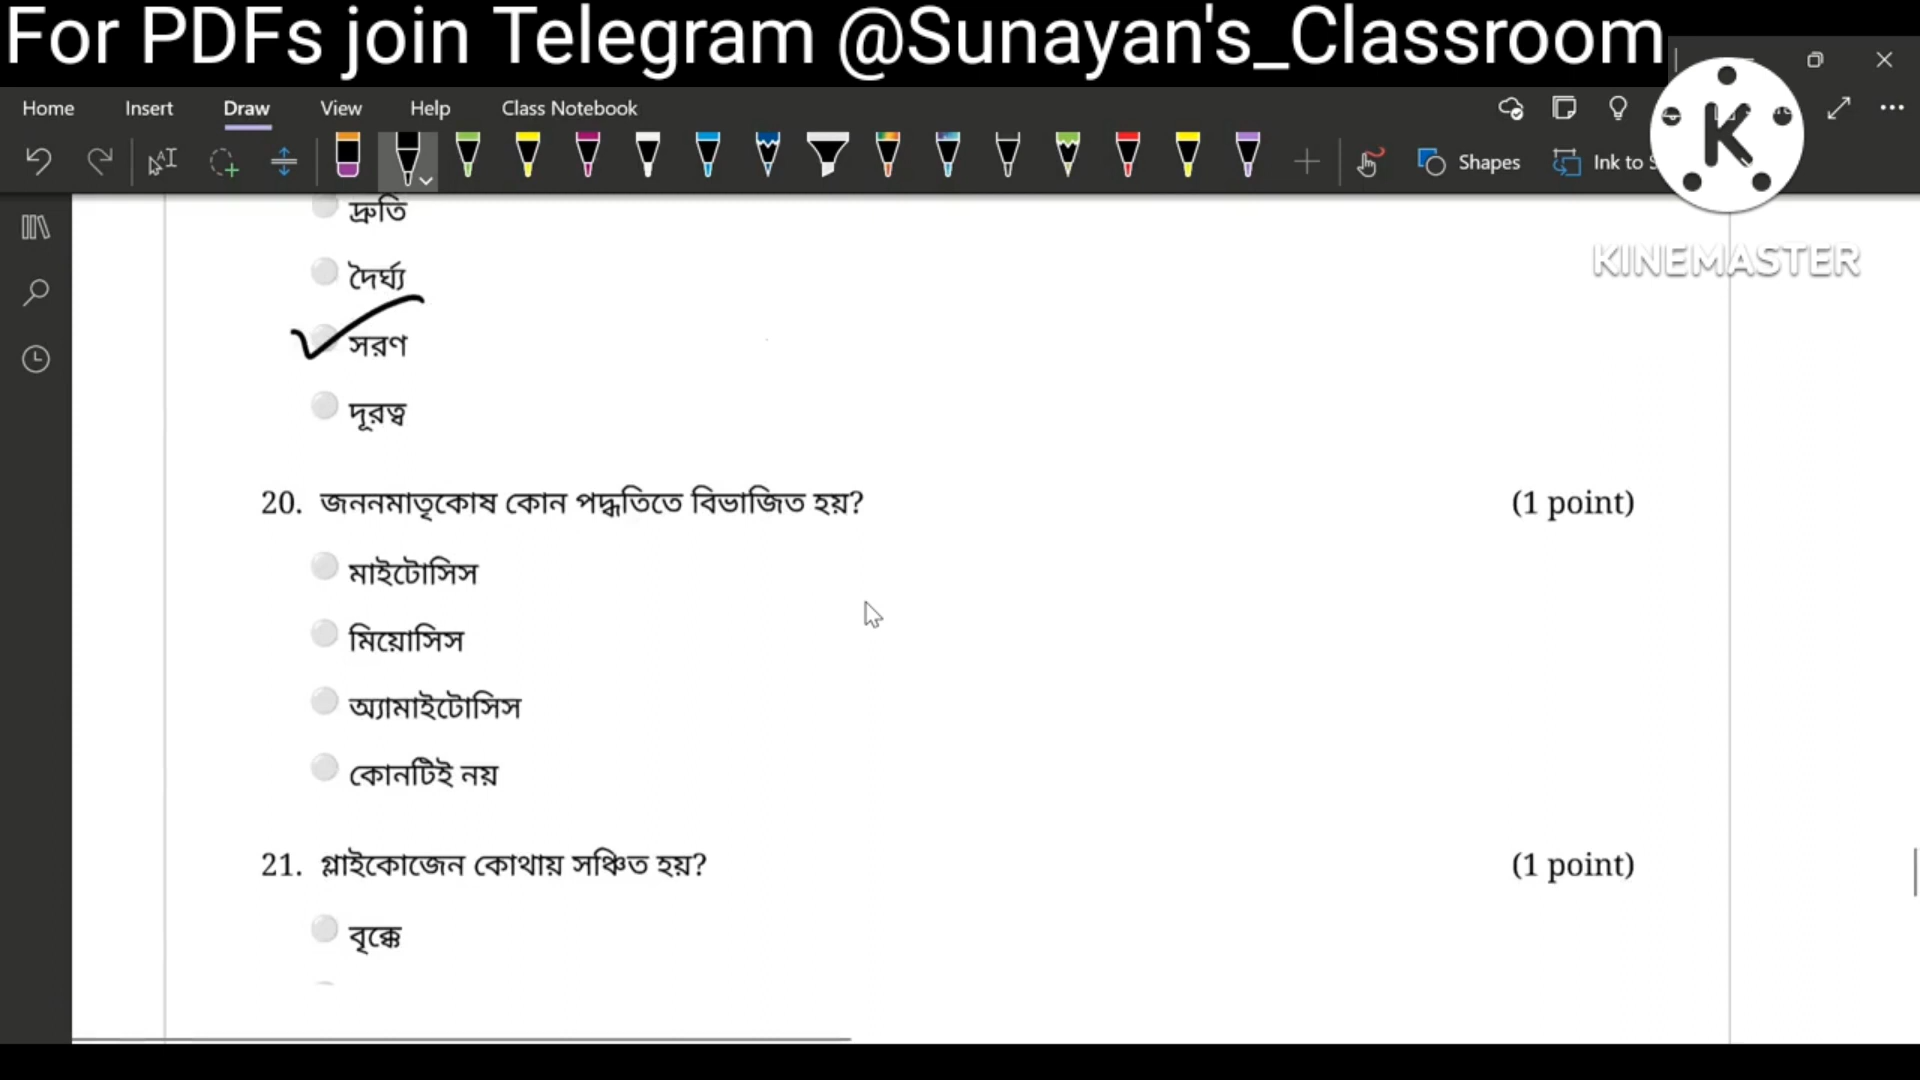 For PDFs join Telegram @Sunayan's_Classroom
Home Insert Draw View Help Class Notebook
Shapes Ink to S
KINEMASTER
দ্রুতি
দৈর্ঘ্য
সরণ
দূরত্ব
20. জননমাতৃকোষ কোন পদ্ধতিতে বিভাজিত হয়? (1 point)
মাইটোসিস
মিয়োসিস
অ্যামাইটোসিস
কোনটিই নয়
21. গ্লাইকোজেন কোথায় সঞ্চিত হয়? (1 point)
বৃক্কে